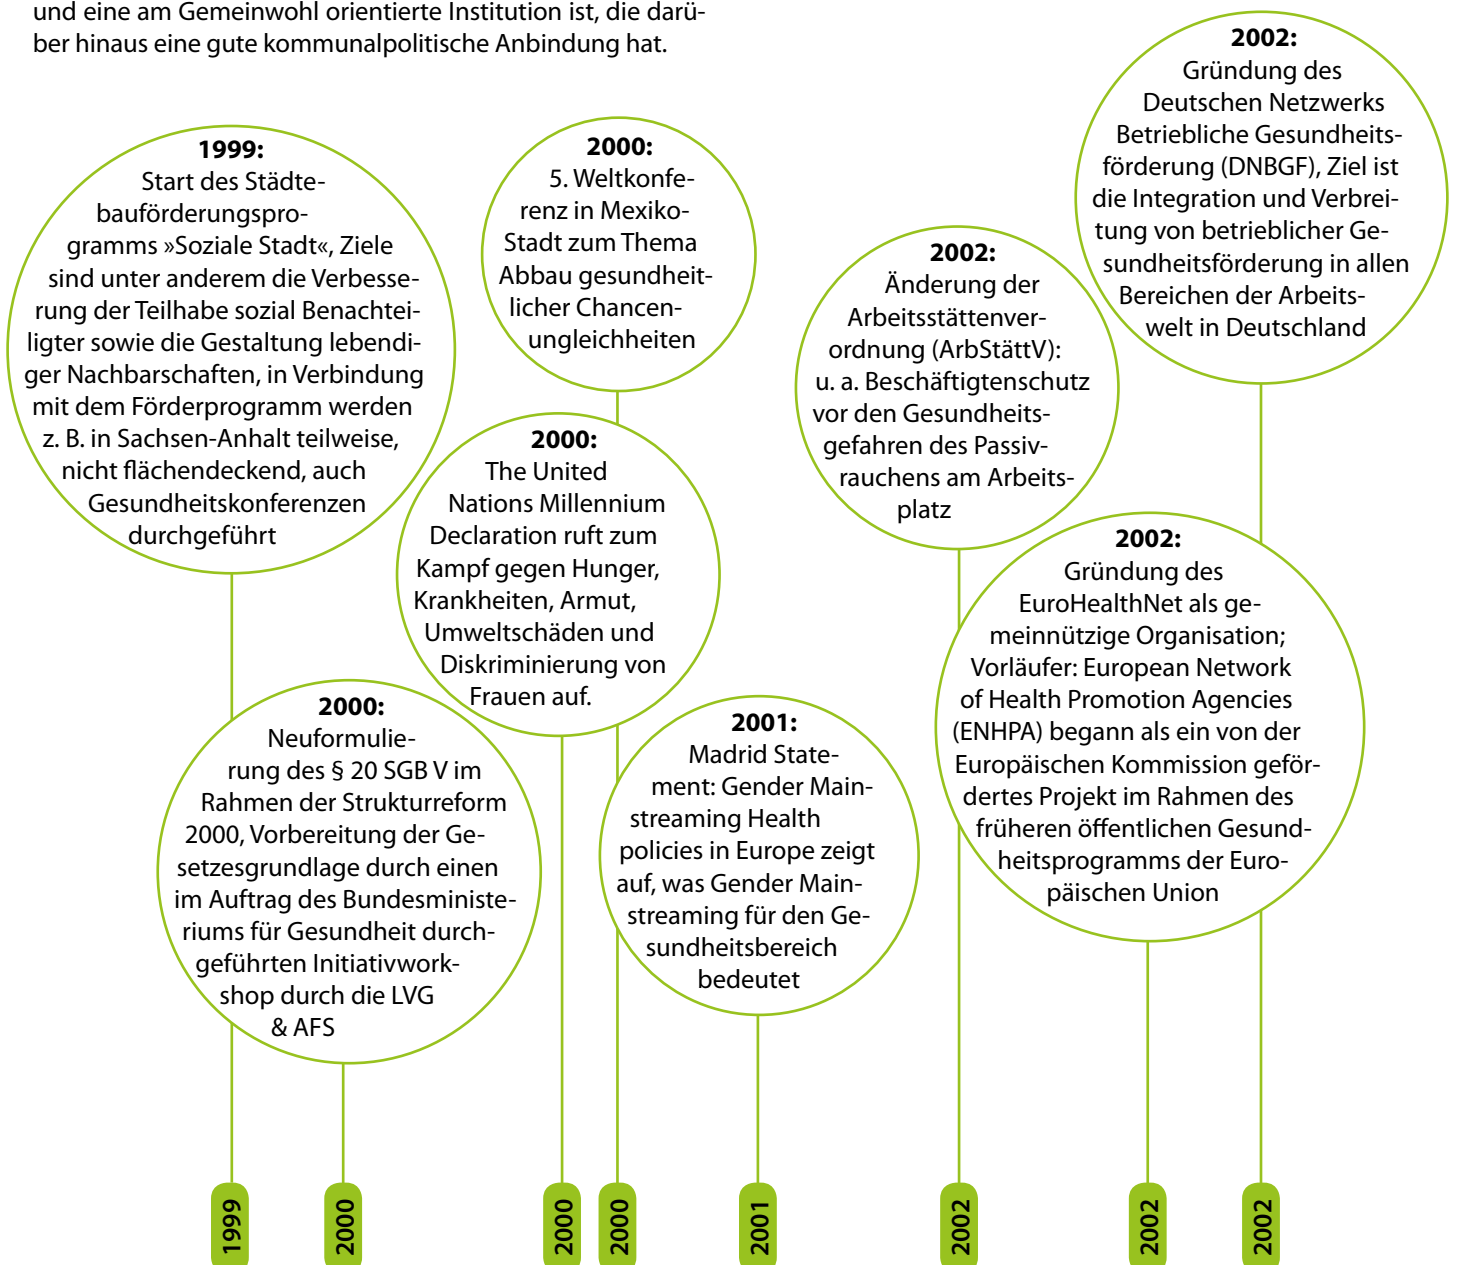 und eine am Gemeinwohl orientierte Institution ist, die darü-
ber hinaus eine gute kommunalpolitische Anbindung hat.
1999:
Start des Städte-
bauförderungspro-
gramms »Soziale Stadt«, Ziele
sind unter anderem die Verbesse-
rung der Teilhabe sozial Benachtei-
ligter sowie die Gestaltung lebendi-
ger Nachbarschaften, in Verbindung
mit dem Förderprogramm werden
z. B. in Sachsen-Anhalt teilweise,
nicht flächendeckend, auch
Gesundheitskonferenzen
durchgeführt
2000:
Neuformulie-
rung des § 20 SGB V im
Rahmen der Strukturreform
2000, Vorbereitung der Ge-
setzesgrundlage durch einen
im Auftrag des Bundesministe-
riums für Gesundheit durch-
geführten Initiativwork-
shop durch die LVG
& AFS
2000:
The United
Nations Millennium
Declaration ruft zum
Kampf gegen Hunger,
Krankheiten, Armut,
Umweltschäden und
Diskriminierung von
Frauen auf.
2000:
5. Weltkonfe-
renz in Mexiko-
Stadt zum Thema
Abbau gesundheit-
licher Chancen-
ungleichheiten
2001:
Madrid State-
ment: Gender Main-
streaming Health
policies in Europe zeigt
auf, was Gender Main-
streaming für den Ge-
sundheitsbereich
bedeutet
2002:
Änderung der
Arbeitsstättenver-
ordnung (ArbStättV):
u. a. Beschäftigtenschutz
vor den Gesundheits-
gefahren des Passiv-
rauchens am Arbeits-
platz
2002:
Gründung des
EuroHealthNet als ge-
meinnützige Organisation;
Vorläufer: European Network
of Health Promotion Agencies
(ENHPA) begann als ein von der
Europäischen Kommission geför-
dertes Projekt im Rahmen des
früheren öffentlichen Gesund-
heitsprogramms der Euro-
päischen Union
2002:
Gründung des
Deutschen Netzwerks
Betriebliche Gesundheits-
förderung (DNBGF), Ziel ist
die Integration und Verbrei-
tung von betrieblicher Ge-
sundheitsförderung in allen
Bereichen der Arbeits-
welt in Deutschland
1999
2000
2000
2000
2001
2002
2002
2002